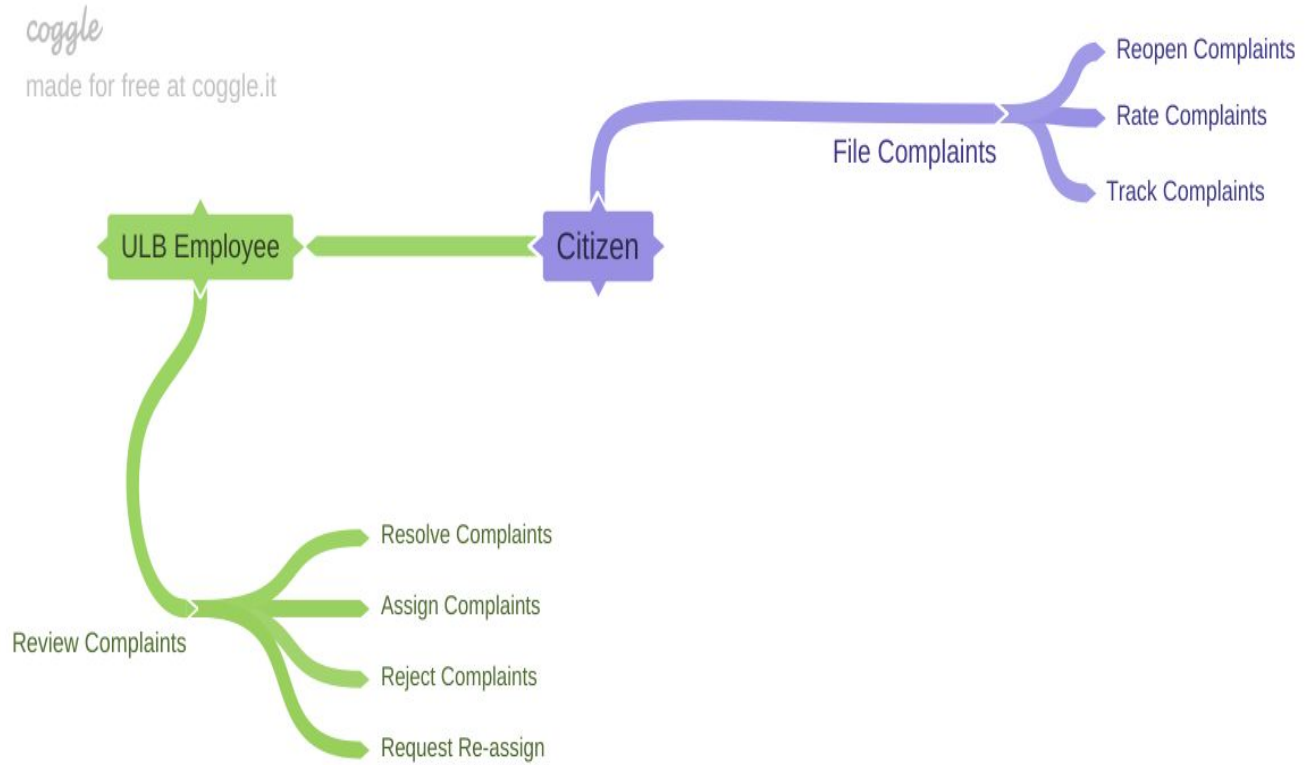 coggle
made for free at coggle.it
Reopen Complaints
Rate Complaints
File Complaints
Track Complaints
ULB Employee
Citizen
Resolve Complaints
Assign Complaints
Review Complaints
Reject Complaints
Request Re-assign